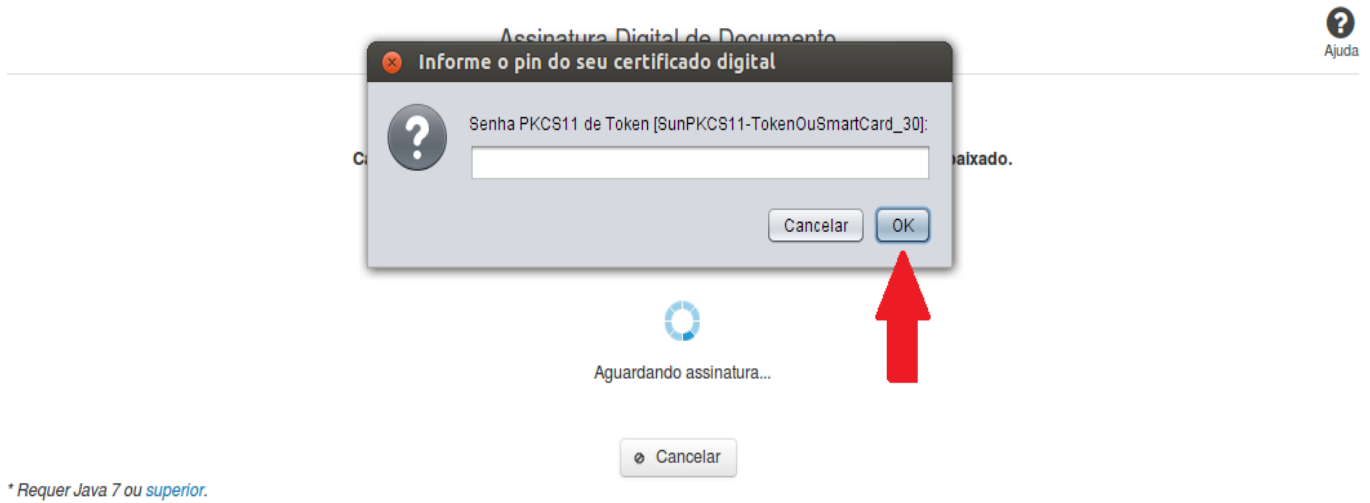 Assinatura Digital de Documento
Ajuda
Informe o pin do seu certificado digital
Senha PKCS11 de Token [SunPKCS11-TokenOuSmartCard_30]:
Cancelar
OK
Aguardando assinatura...
Cancelar
* Requer Java 7 ou superior.